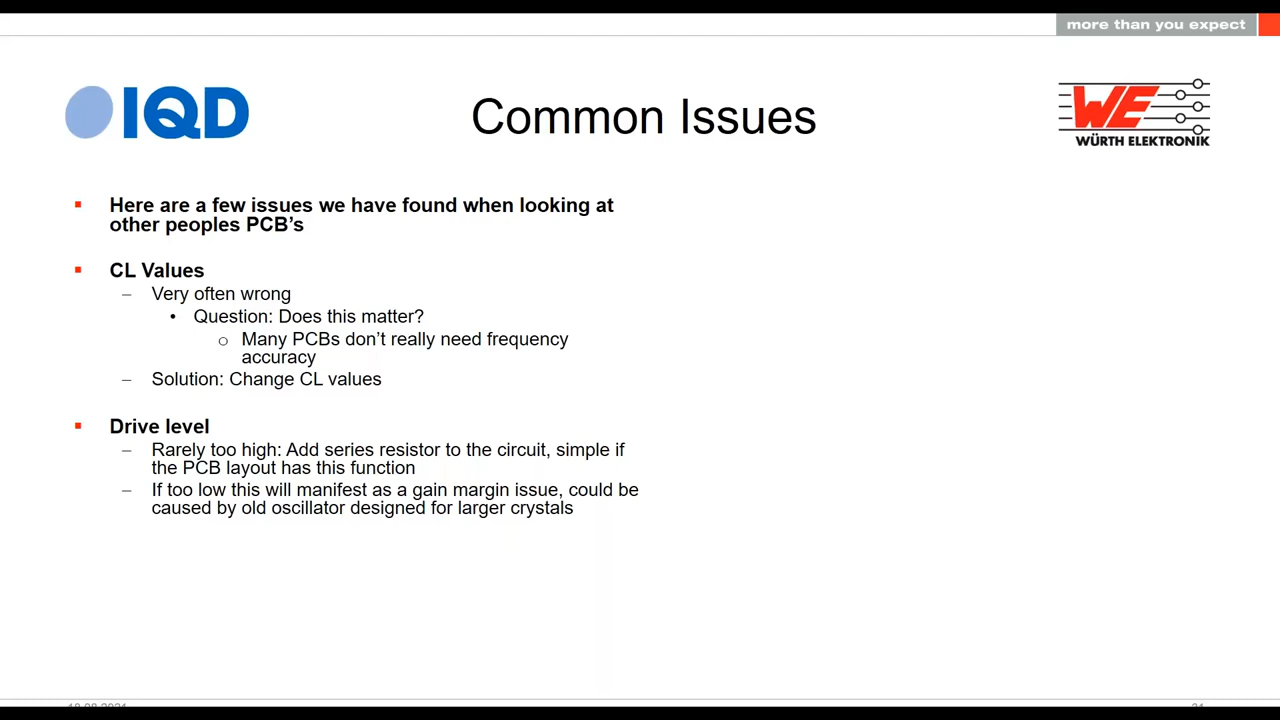 more than you expect
IQD
Common Issues
WE
WÜRTH ELEKTRONIK
▪ Here are a few issues we have found when looking at
other peoples PCB’s
▪ CL Values
– Very often wrong
• Question: Does this matter?
o Many PCBs don’t really need frequency
accuracy
– Solution: Change CL values
▪ Drive level
– Rarely too high: Add series resistor to the circuit, simple if
the PCB layout has this function
– If too low this will manifest as a gain margin issue, could be
caused by old oscillator designed for larger crystals